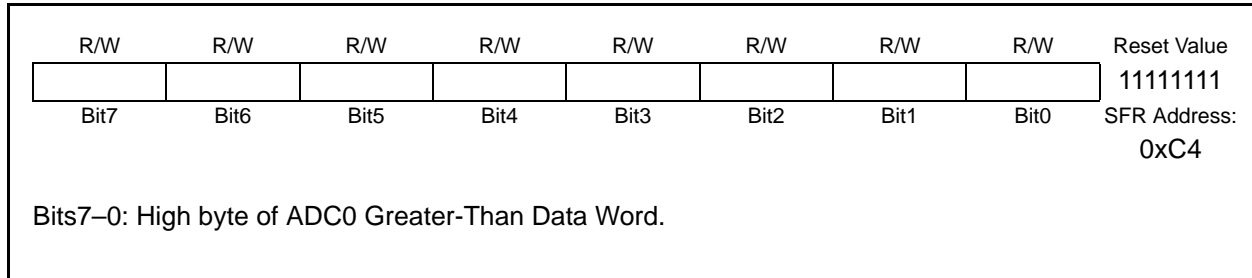 R/W R/W R/W R/W R/W R/W R/W R/W Reset Value
11111111
Bit7 Bit6 Bit5 Bit4 Bit3 Bit2 Bit1 Bit0 SFR Address:
0xC4
Bits7–0: High byte of ADC0 Greater-Than Data Word.